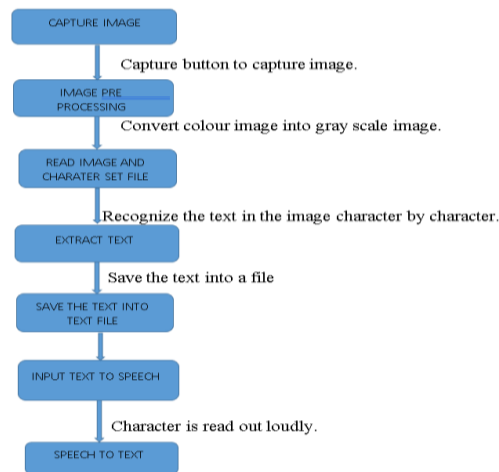 CAPTURE IMAGE
Capture button to capture image.
IMAGE PRE
PROCESSING
Convert colour image into gray scale image.
READ IMAGE AND
CHARATER SET FILE
Recognize the text in the image character by character.
EXTRACT TEXT
Save the text into a file
SAVE THE TEXT INTO
TEXT FILE
INPUT TEXT TO SPEECH
Character is read out loudly.
SPEECH TO TEXT